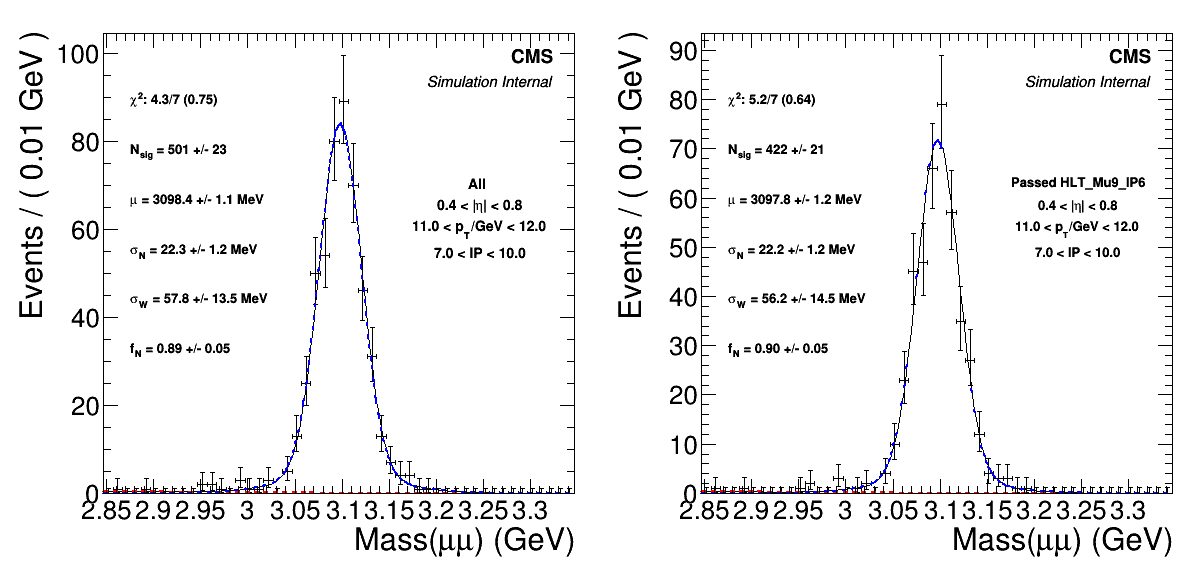 CMS
Simulation Internal
χ²: 4.3/7 (0.75)
N_sig = 501 +/- 23
μ = 3098.4 +/- 1.1 MeV
σ_N = 22.3 +/- 1.2 MeV
σ_W = 57.8 +/- 13.5 MeV
f_N = 0.89 +/- 0.05
All
0.4 < |η| < 0.8
11.0 < p_T/GeV < 12.0
7.0 < IP < 10.0
Events / ( 0.01 GeV )
100
80
60
40
20
0
2.85 2.9 2.95 3 3.05 3.1 3.15 3.2 3.25 3.3
Mass(μμ) (GeV)
CMS
Simulation Internal
χ²: 5.2/7 (0.64)
N_sig = 422 +/- 21
μ = 3097.8 +/- 1.2 MeV
σ_N = 22.2 +/- 1.2 MeV
σ_W = 56.2 +/- 14.5 MeV
f_N = 0.90 +/- 0.05
Passed HLT_Mu9_IP6
0.4 < |η| < 0.8
11.0 < p_T/GeV < 12.0
7.0 < IP < 10.0
Events / ( 0.01 GeV )
90
80
70
60
50
40
30
20
10
0
2.85 2.9 2.95 3 3.05 3.1 3.15 3.2 3.25 3.3
Mass(μμ) (GeV)